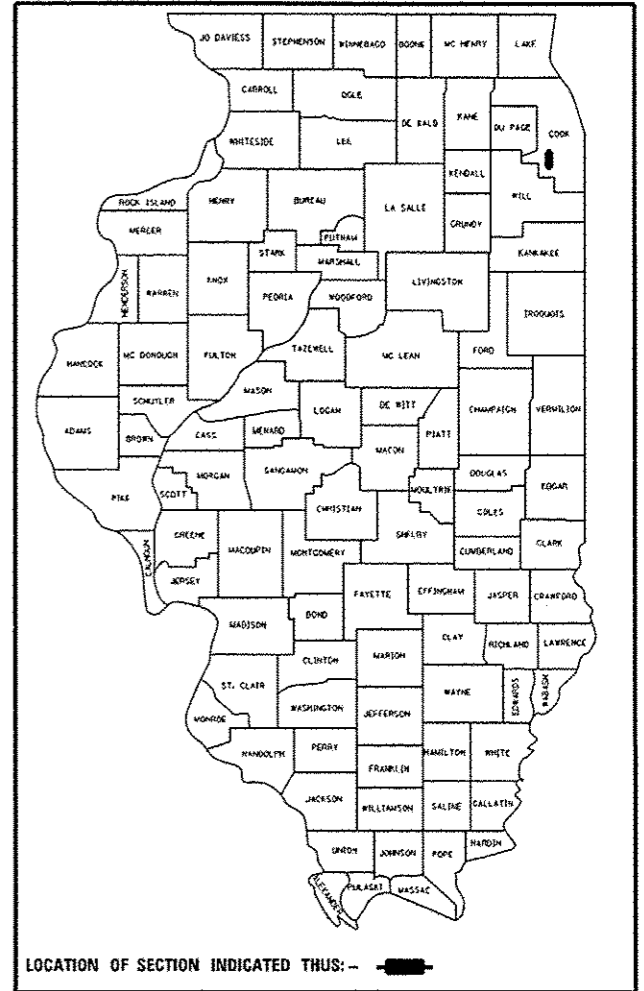 JO DAVIESS STEPHENSON WINNEBAGO BOONE MC HENRY LAKE
CARROLL OGLE DE KALB KANE DU PAGE COOK
WHITESIDE LEE
KENDALL WILL
ROCK ISLAND HENRY BUREAU LA SALLE GRUNDY
MERCER PUTNAM
STARK MARSHALL KANKAKEE
HENDERSON WARREN KNOX PEORIA WOODFORD LIVINGSTON IROQUOIS
HANCOCK MC DONOUGH FULTON TAZEWELL MC LEAN FORD
MASON
SCHUYLER LOGAN DE WITT CHAMPAIGN VERMILION
ADAMS BROWN CASS MENARD MACON PIATT
MORGAN SANGAMON DOUGLAS
PIKE SCOTT CHRISTIAN MOULTRIE COLES EDGAR
GREENE MACOUPIN MONTGOMERY SHELBY CUMBERLAND CLARK
CALHOUN JERSEY
FAYETTE EFFINGHAM JASPER CRAWFORD
MADISON BOND
CLAY RICHLAND LAWRENCE
CLINTON MARION
ST. CLAIR WAYNE EDWARDS WABASH
MONROE WASHINGTON JEFFERSON
RANDOLPH PERRY HAMILTON WHITE
FRANKLIN
JACKSON WILLIAMSON SALINE GALLATIN
UNION JOHNSON POPE HARDIN
ALEXANDER PULASKI MASSAC
LOCATION OF SECTION INDICATED THUS:-